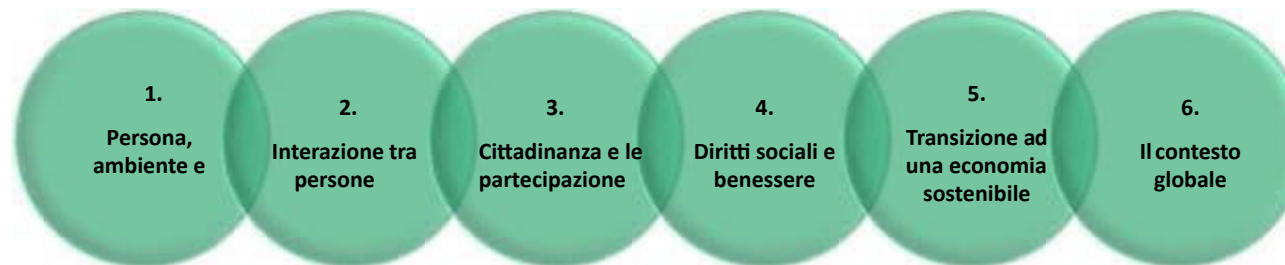 1.
Persona,
ambiente e
2.
Interazione tra
persone
3.
Cittadinanza e le
partecipazione
4.
Diritti sociali e
benessere
5.
Transizione ad
una economia
sostenibile
6.
Il contesto
globale